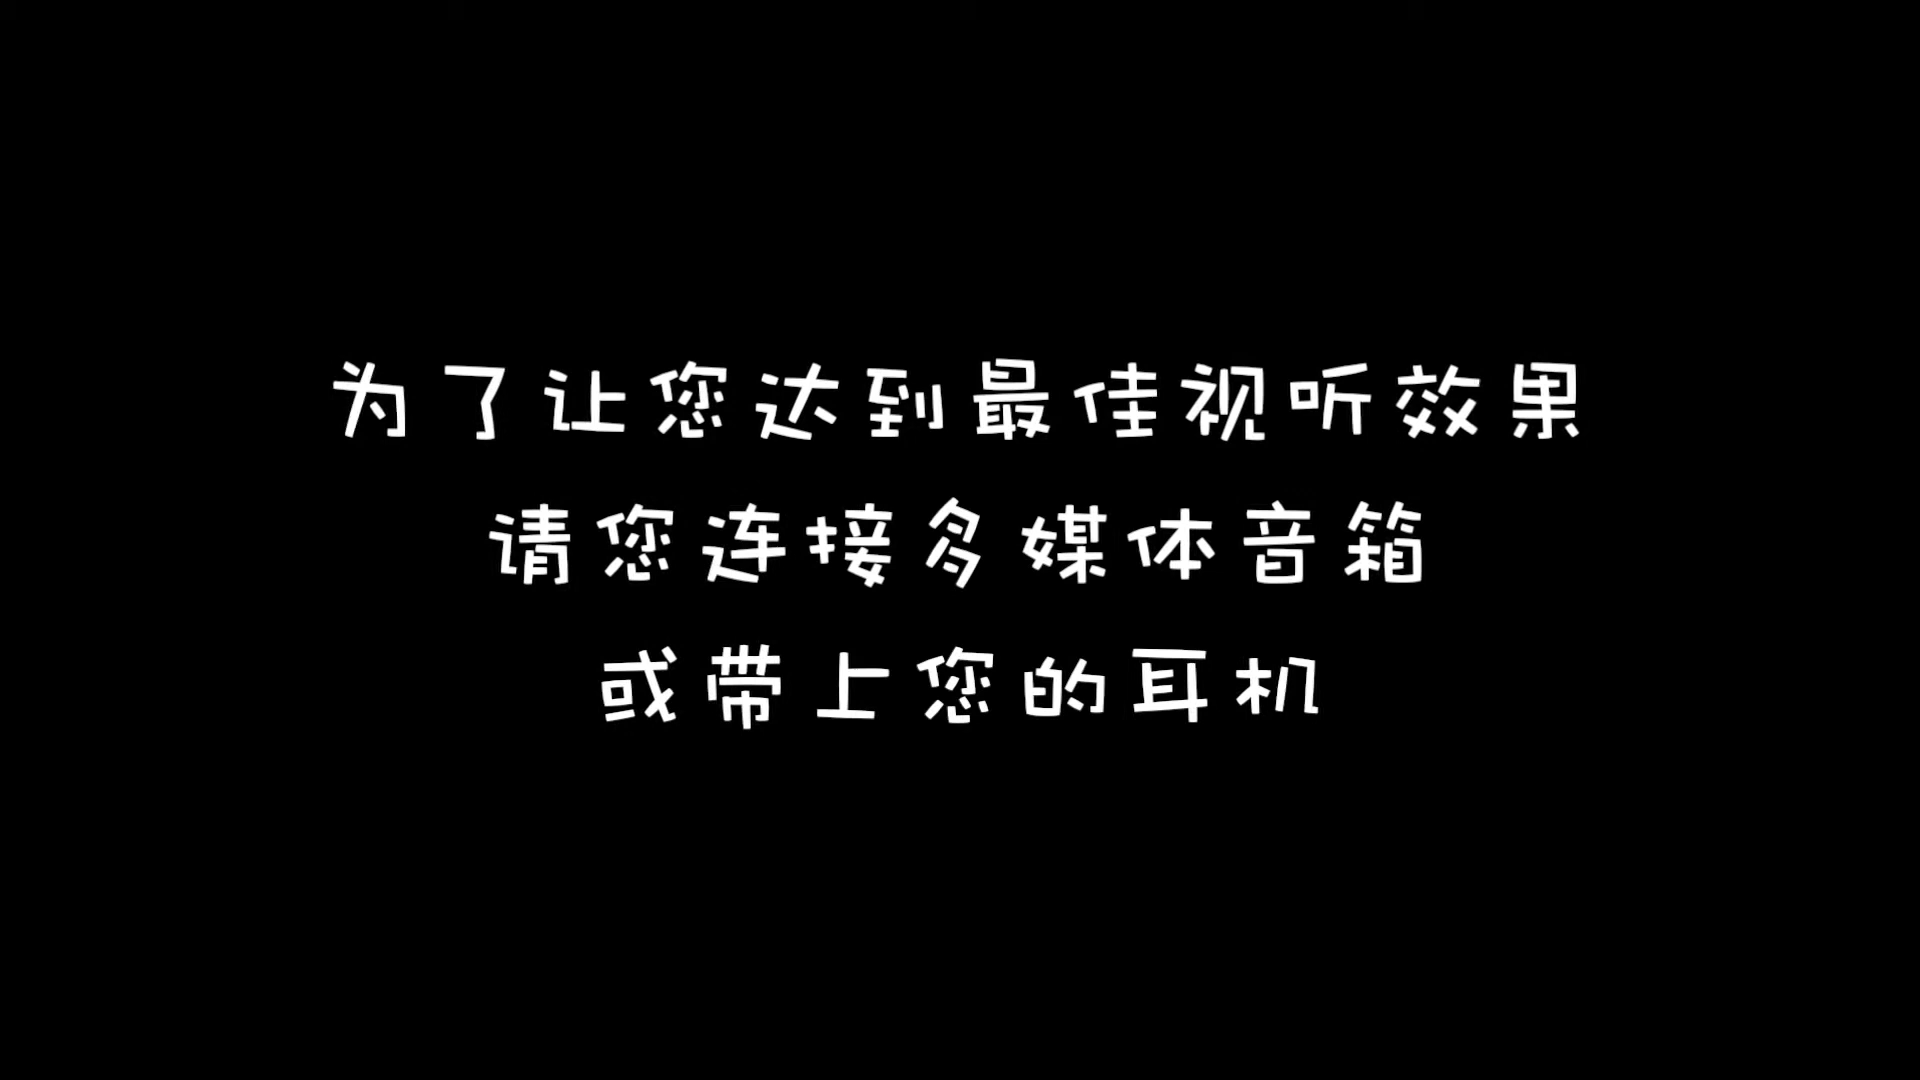 为了让您达到最佳视听效果
请您连接多媒体音箱
或带上您的耳机